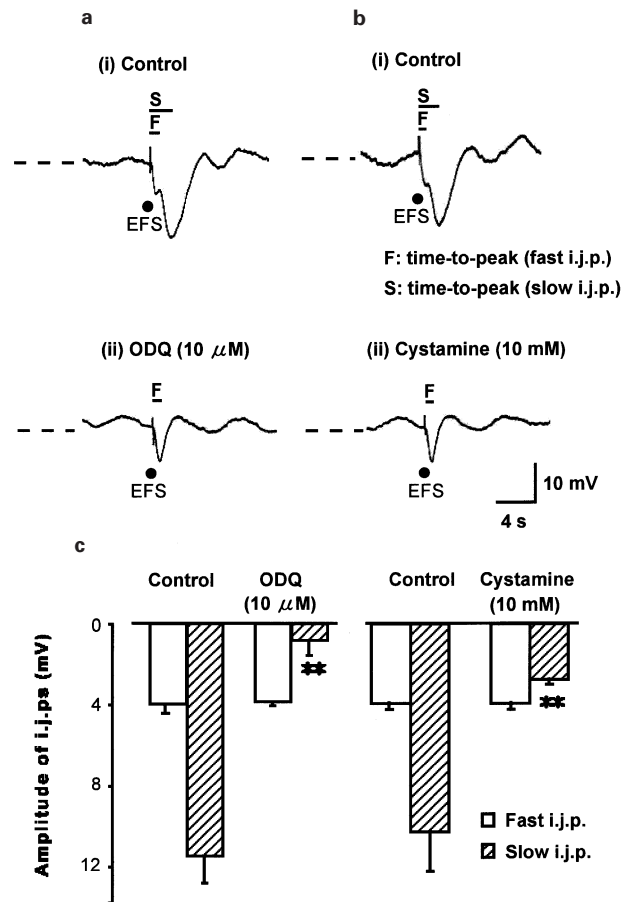 a
b
(i) Control
(i) Control
S
F
S
F
EFS
EFS
F: time-to-peak (fast i.j.p.)
S: time-to-peak (slow i.j.p.)
(ii) ODQ (10 μM)
(ii) Cystamine (10 mM)
F
F
EFS
EFS
10 mV
4 s
c
Control
ODQ
(10 μM)
Control
Cystamine
(10 mM)
Amplitude of i.j.ps (mV)
0
4
8
12
**
**
Fast i.j.p.
Slow i.j.p.